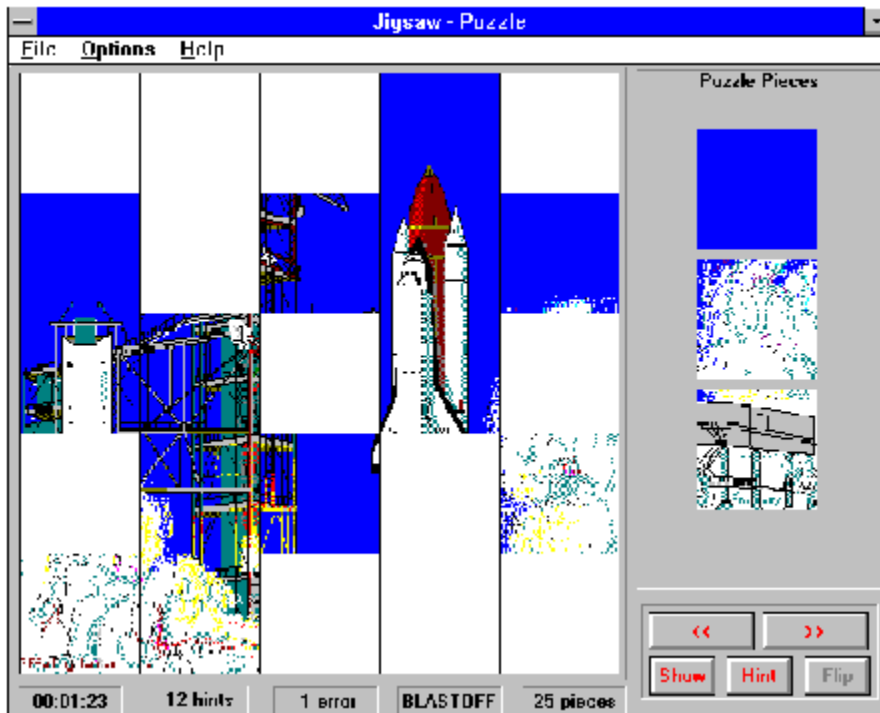 Jigsaw - Puzzle
File Options Help
Puzzle Pieces
<< >>
Show Hint Flip
00:01:23 12 hints 1 error BLASTOFF 25 pieces